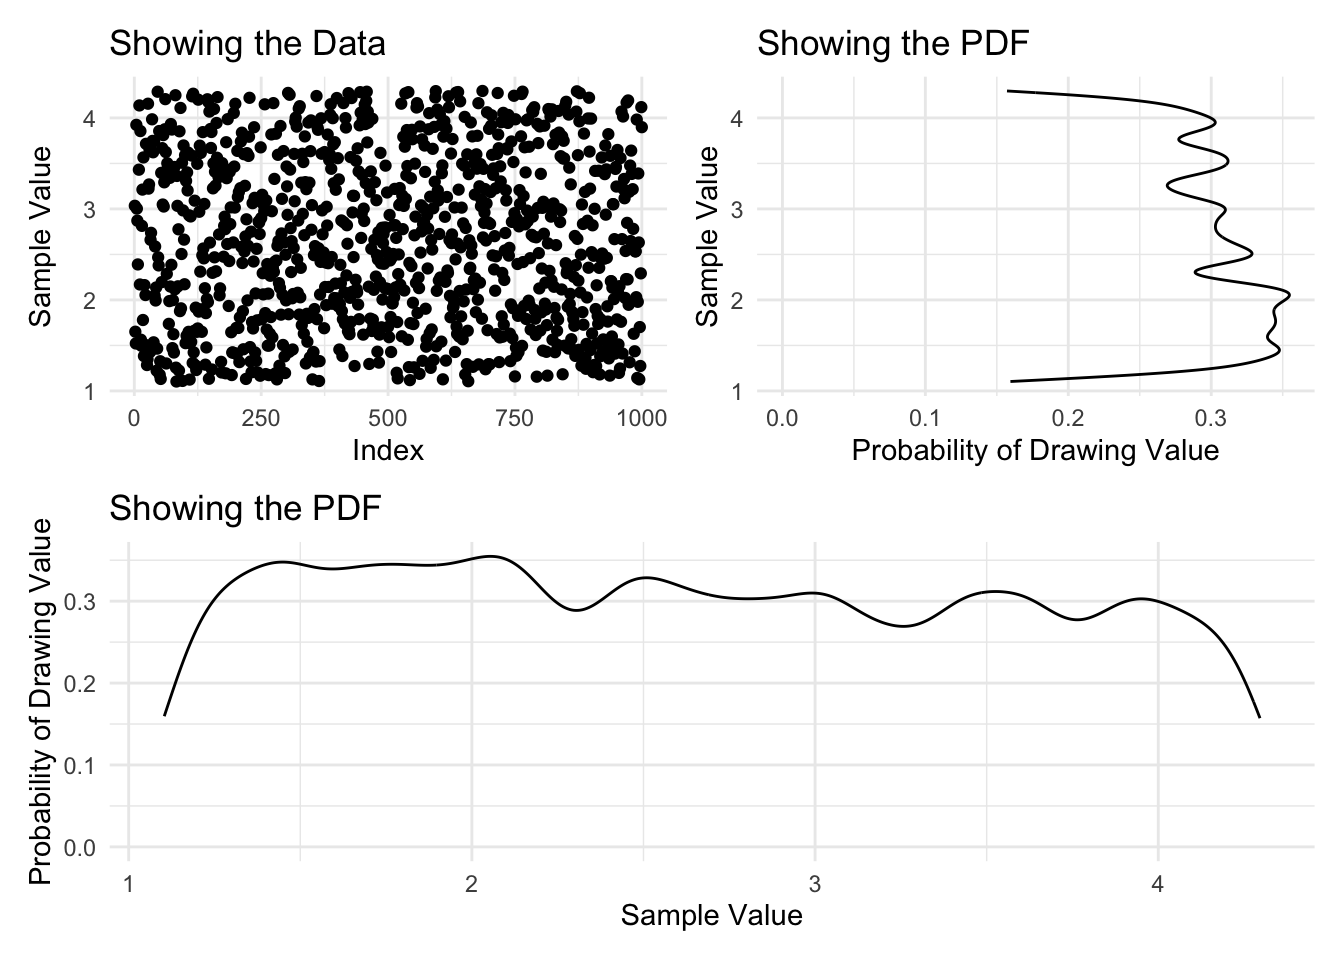 Showing the Data
Sample Value
4
3
2
1
0
250
500
750
1000
Index
Showing the PDF
Sample Value
4
3
2
1
0.0
0.1
0.2
0.3
Probability of Drawing Value
Showing the PDF
Probability of Drawing Value
0.3
0.2
0.1
0.0
1
2
3
4
Sample Value